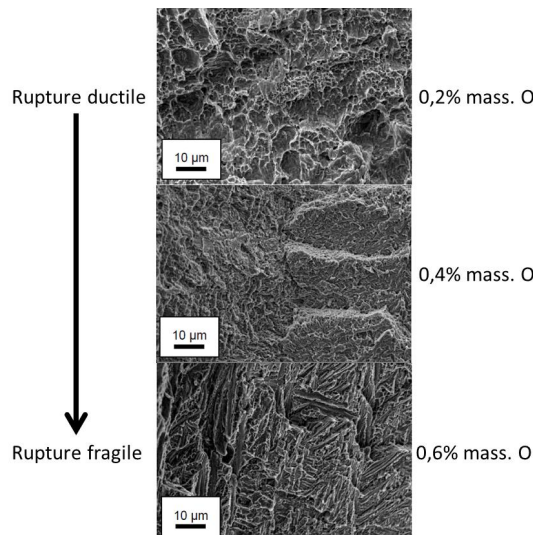 Rupture ductile
0,2% mass. O
10 µm
0,4% mass. O
10 µm
Rupture fragile
0,6% mass. O
10 µm